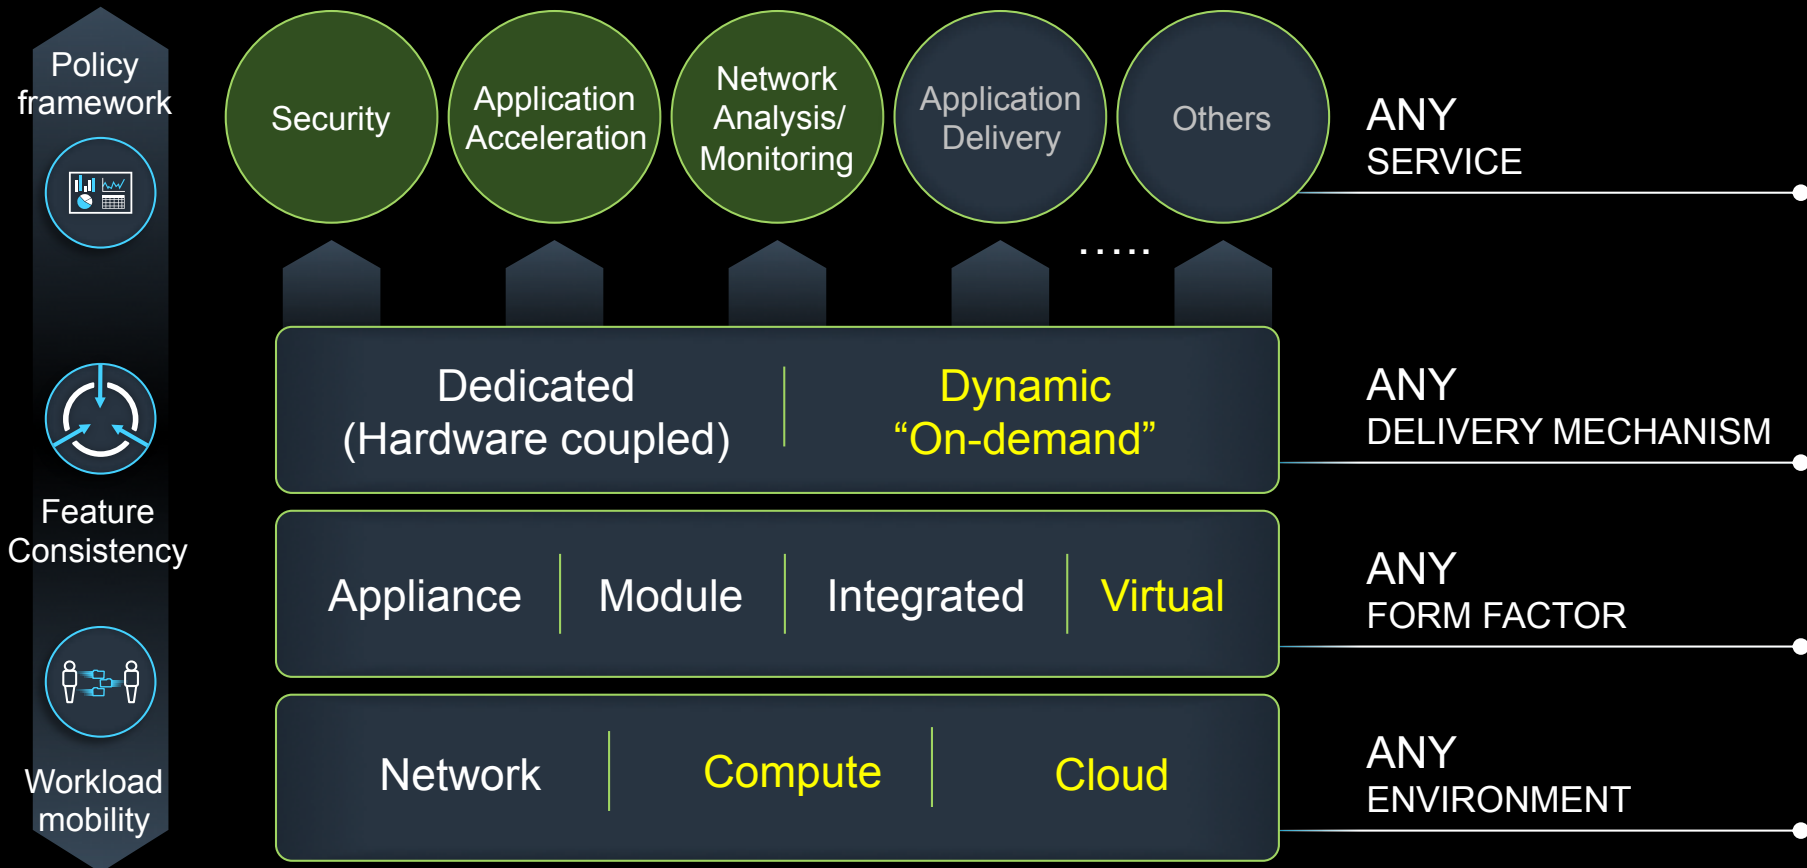 Policy
framework
Feature
Consistency
Workload
mobility
Security
Application
Acceleration
Network
Analysis/
Monitoring
Application
Delivery
Others
.....
Dedicated
(Hardware coupled)
Dynamic
“On-demand”
Appliance
Module
Integrated
Virtual
Network
Compute
Cloud
ANY
SERVICE
ANY
DELIVERY MECHANISM
ANY
FORM FACTOR
ANY
ENVIRONMENT